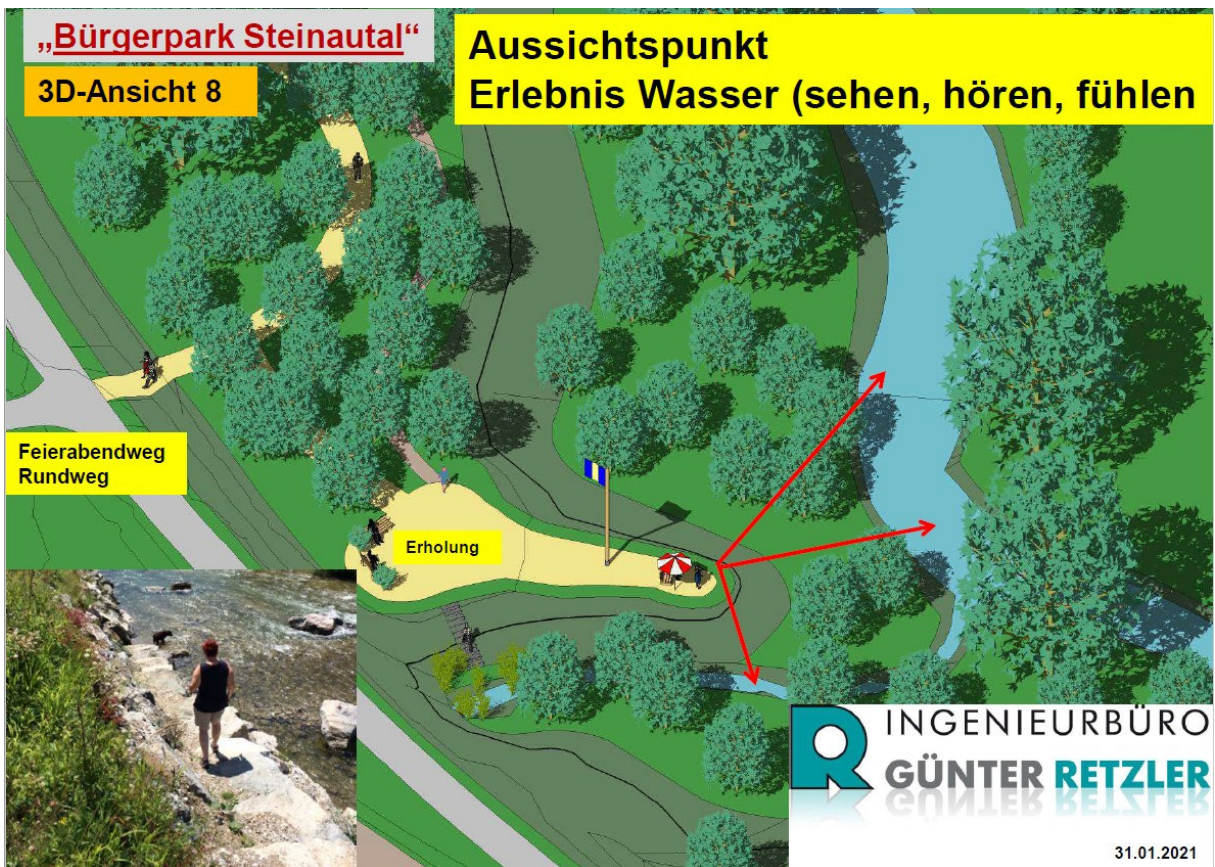 „Bürgerpark Steinautal“
3D-Ansicht 8
Aussichtspunkt
Erlebnis Wasser (sehen, hören, fühlen
Feierabendweg
Rundweg
Erholung
INGENIEURBÜRO
GÜNTER RETZLER
31.01.2021